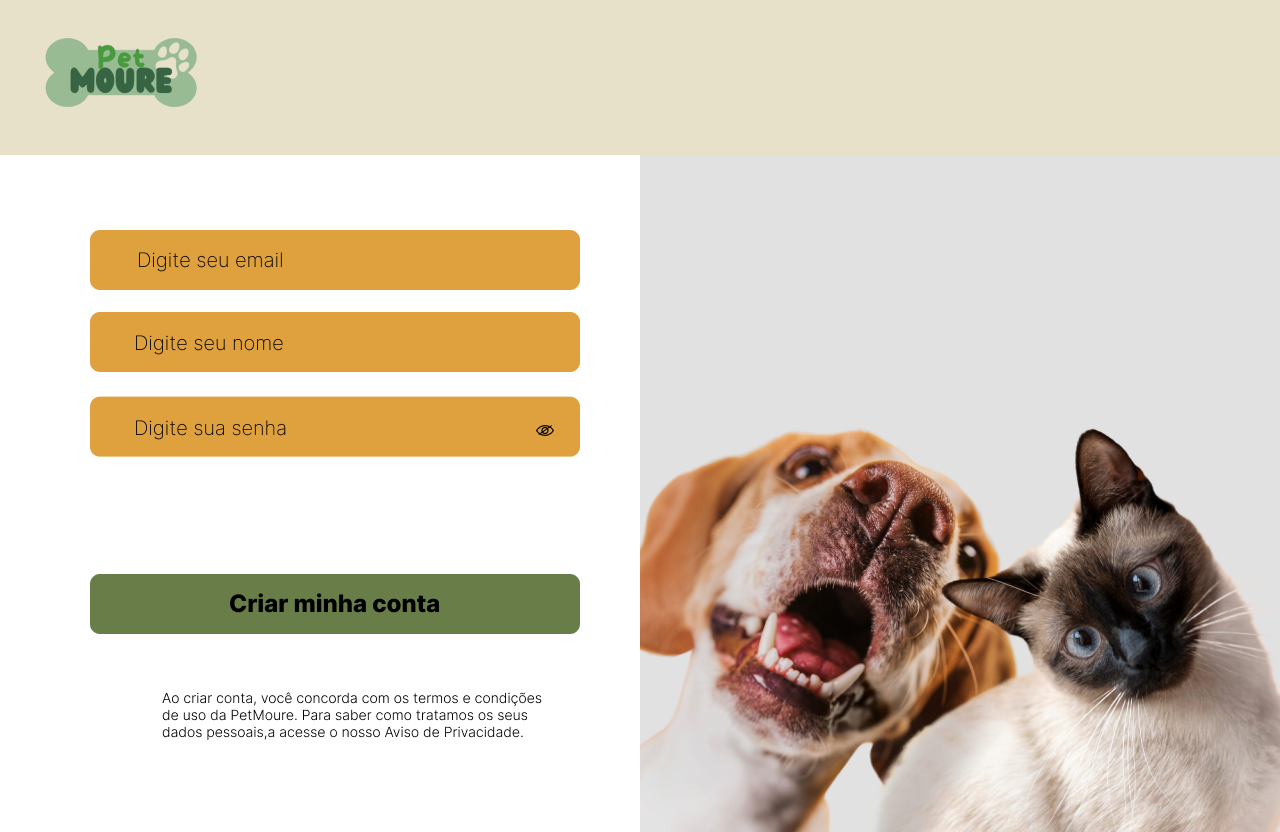 Pet
MOURE
Digite seu email
Digite seu nome
Digite sua senha
Criar minha conta
Ao criar conta, você concorda com os termos e condições
de uso da PetMoure. Para saber como tratamos os seus
dados pessoais,a acesse o nosso Aviso de Privacidade.